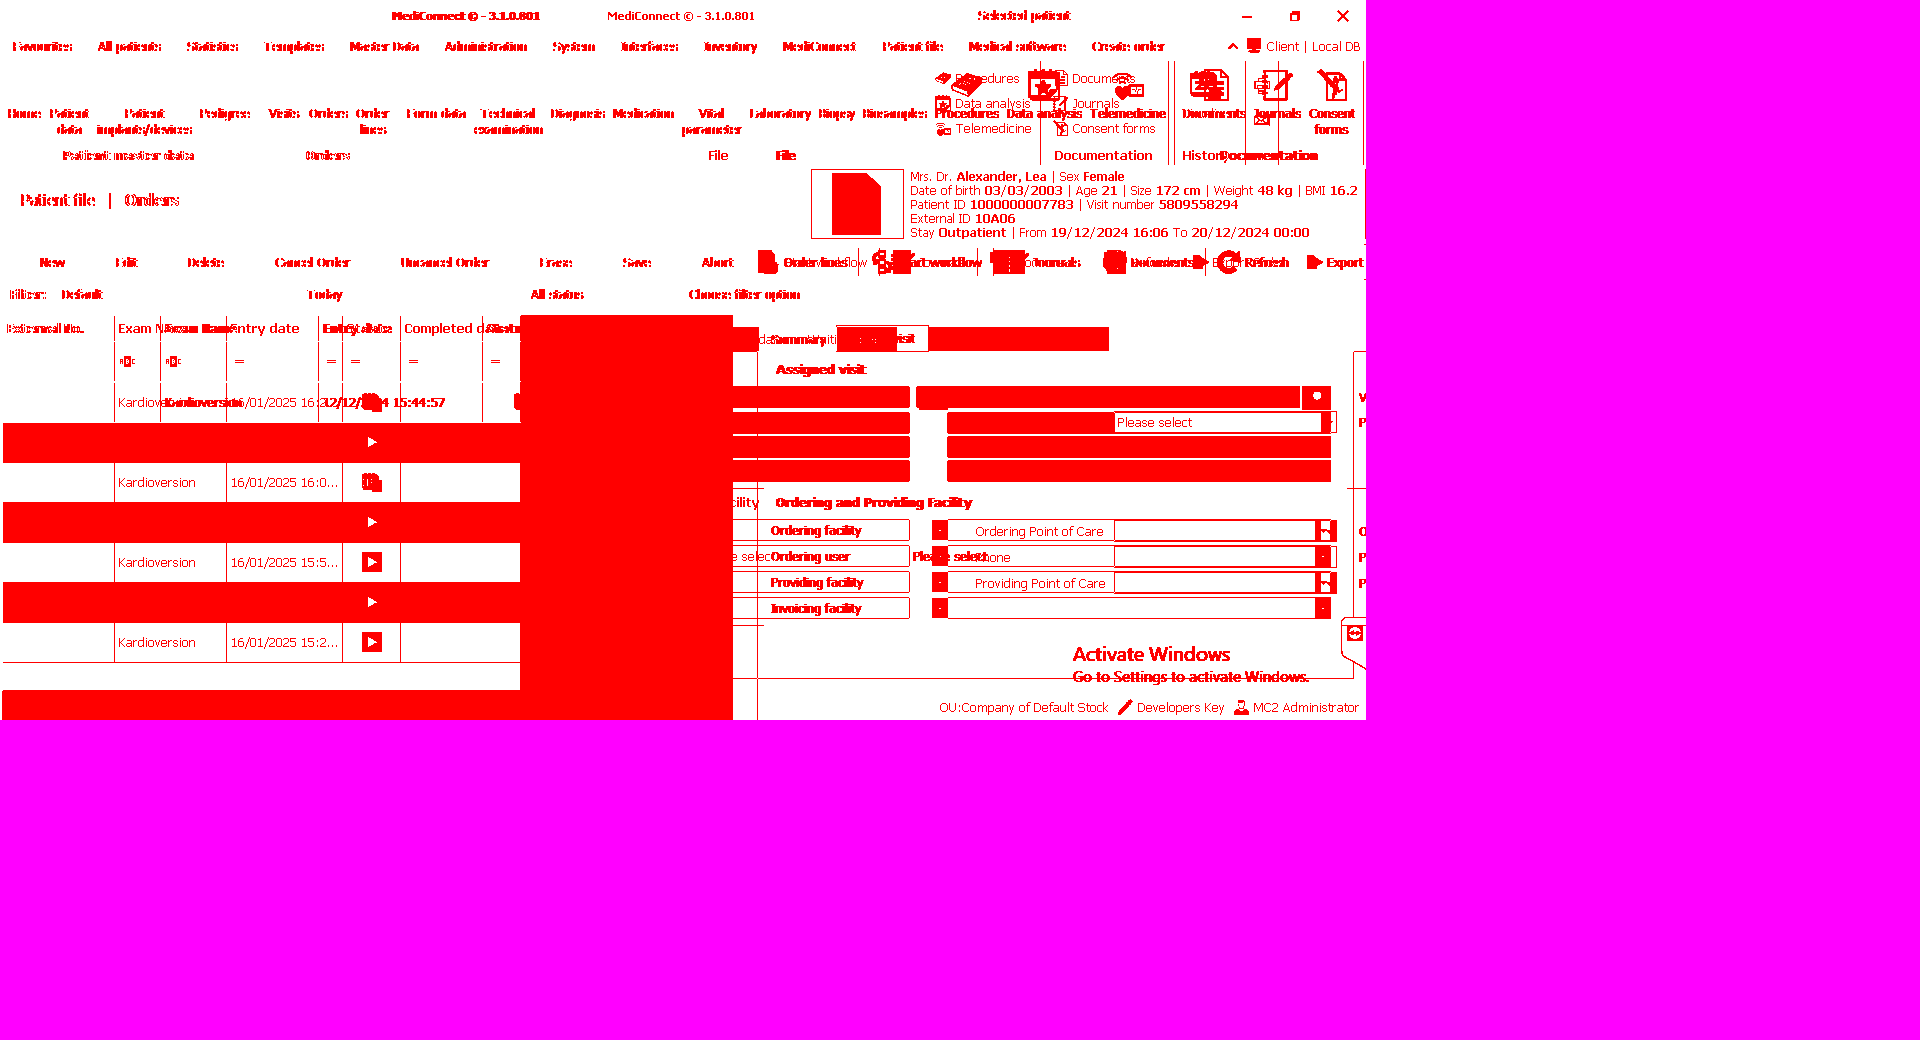 MediConnect © - 3.1.0.801 MediConnect © - 3.1.0.801 Selected patient
Favourites All patients Statistics Templates Master Data Administration System Interfaces Inventory MediConnect Patient file Medical software Create order Client | Local DB
Procedures Documents
Data analysis Journals
Telemedicine Consent forms
Home Patient data Patient implants/devices Pedigree Visits Orders Order lines Form data Technical examination Diagnosis Medication Vital parameter Laboratory Biopsy Biosamples Procedures Data analysis Telemedicine Documents Journals Consent forms
Patient master data Orders File File Documentation History Documentation
Mrs. Dr. Alexander, Lea | Sex Female
Date of birth 03/03/2003 | Age 21 | Size 172 cm | Weight 48 kg | BMI 16.2
Patient ID 1000000007783 | Visit number 5809558294
External ID 10A06
Stay Outpatient | From 19/12/2024 16:06 To 20/12/2024 00:00
Patient file | Orders
New Edit Delete Cancel Order Uncancel Order Erase Save Abort Order lines workflow Journals Documents Refresh Export
Filter: Default Today All status Choose filter option
Exam Name Entry date Entry date Completed
Summary visit
Assigned visit
Kardioversion 16/01/2025 12/12/2024 15:44:57
Please select
Kardioversion 16/01/2025 16:0...
Ordering and Providing Facility
Ordering facility Ordering Point of Care
Kardioversion 16/01/2025 15:5... Ordering user Please select Phone
Providing facility Providing Point of Care
Invoicing facility
Kardioversion 16/01/2025 15:2...
Activate Windows
Go to Settings to activate Windows.
OU:Company of Default Stock Developers Key MC2 Administrator